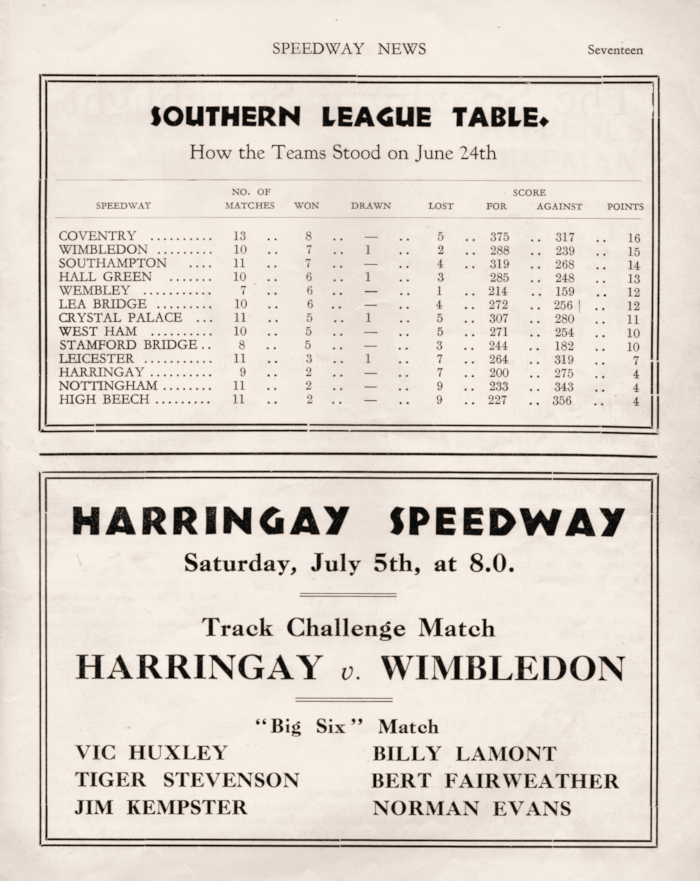 SPEEDWAY NEWS Seventeen
SOUTHERN LEAGUE TABLE.
How the Teams Stood on June 24th
NO. OF SCORE
SPEEDWAY MATCHES WON DRAWN LOST FOR AGAINST POINTS
COVENTRY .......... 13 .. 8 .. — .. 5 .. 375 .. 317 .. 16
WIMBLEDON .......... 10 .. 7 .. 1 .. 2 .. 288 .. 239 .. 15
SOUTHAMPTON .... 11 .. 7 .. — .. 4 .. 319 .. 268 .. 14
HALL GREEN ........ 10 .. 6 .. 1 .. 3 .. 285 .. 248 .. 13
WEMBLEY .......... 7 .. 6 .. — .. 1 .. 214 .. 159 .. 12
LEA BRIDGE ........ 10 .. 6 .. — .. 4 .. 272 .. 256 .. 12
CRYSTAL PALACE ... 11 .. 5 .. 1 .. 5 .. 307 .. 280 .. 11
WEST HAM .......... 10 .. 5 .. — .. 5 .. 271 .. 254 .. 10
STAMFORD BRIDGE .. 8 .. 5 .. — .. 3 .. 244 .. 182 .. 10
LEICESTER .......... 11 .. 3 .. 1 .. 7 .. 264 .. 319 .. 7
HARRINGAY ........ 9 .. 2 .. — .. 7 .. 200 .. 275 .. 4
NOTTINGHAM ....... 11 .. 2 .. — .. 9 .. 233 .. 343 .. 4
HIGH BEECH ......... 11 .. 2 .. — .. 9 .. 227 .. 356 .. 4
HARRINGAY SPEEDWAY
Saturday, July 5th, at 8.0.
Track Challenge Match
HARRINGAY v. WIMBLEDON
"Big Six" Match
VIC HUXLEY BILLY LAMONT
TIGER STEVENSON BERT FAIRWEATHER
JIM KEMPSTER NORMAN EVANS